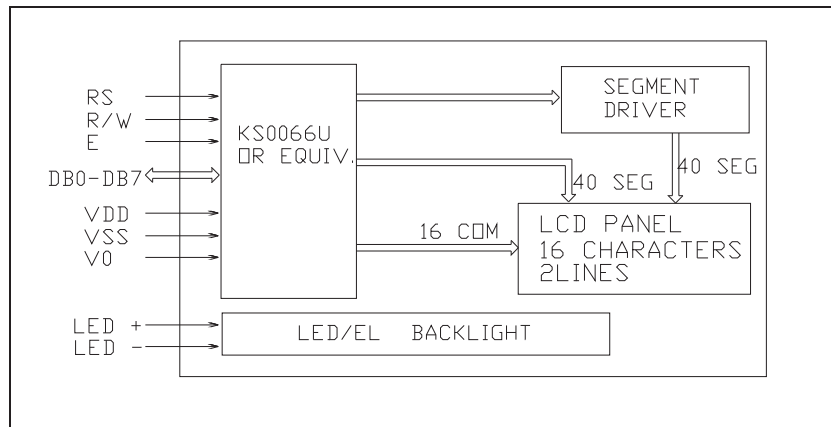 RS
R/W
E
DB0-DB7
VDD
VSS
V0
LED +
LED -
KS0066U
OR EQUIV.
SEGMENT
DRIVER
40 SEG
40 SEG
16 COM
LCD PANEL
16 CHARACTERS
2LINES
LED/EL BACKLIGHT